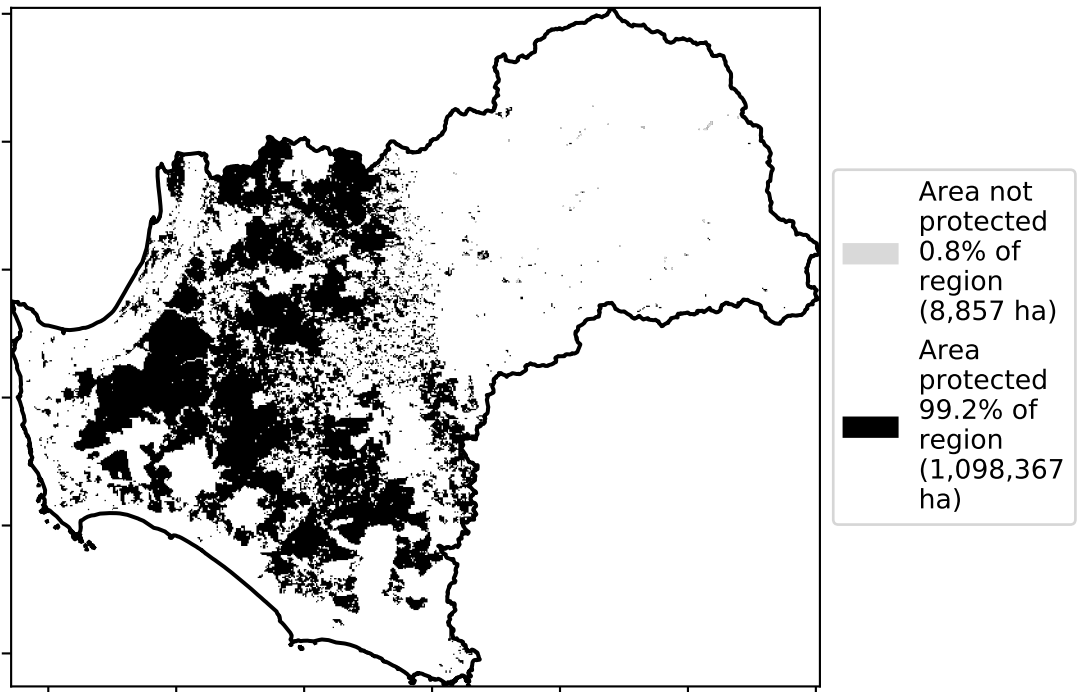 Area not
protected
0.8% of
region
(8,857 ha)
Area
protected
99.2% of
region
(1,098,367
ha)